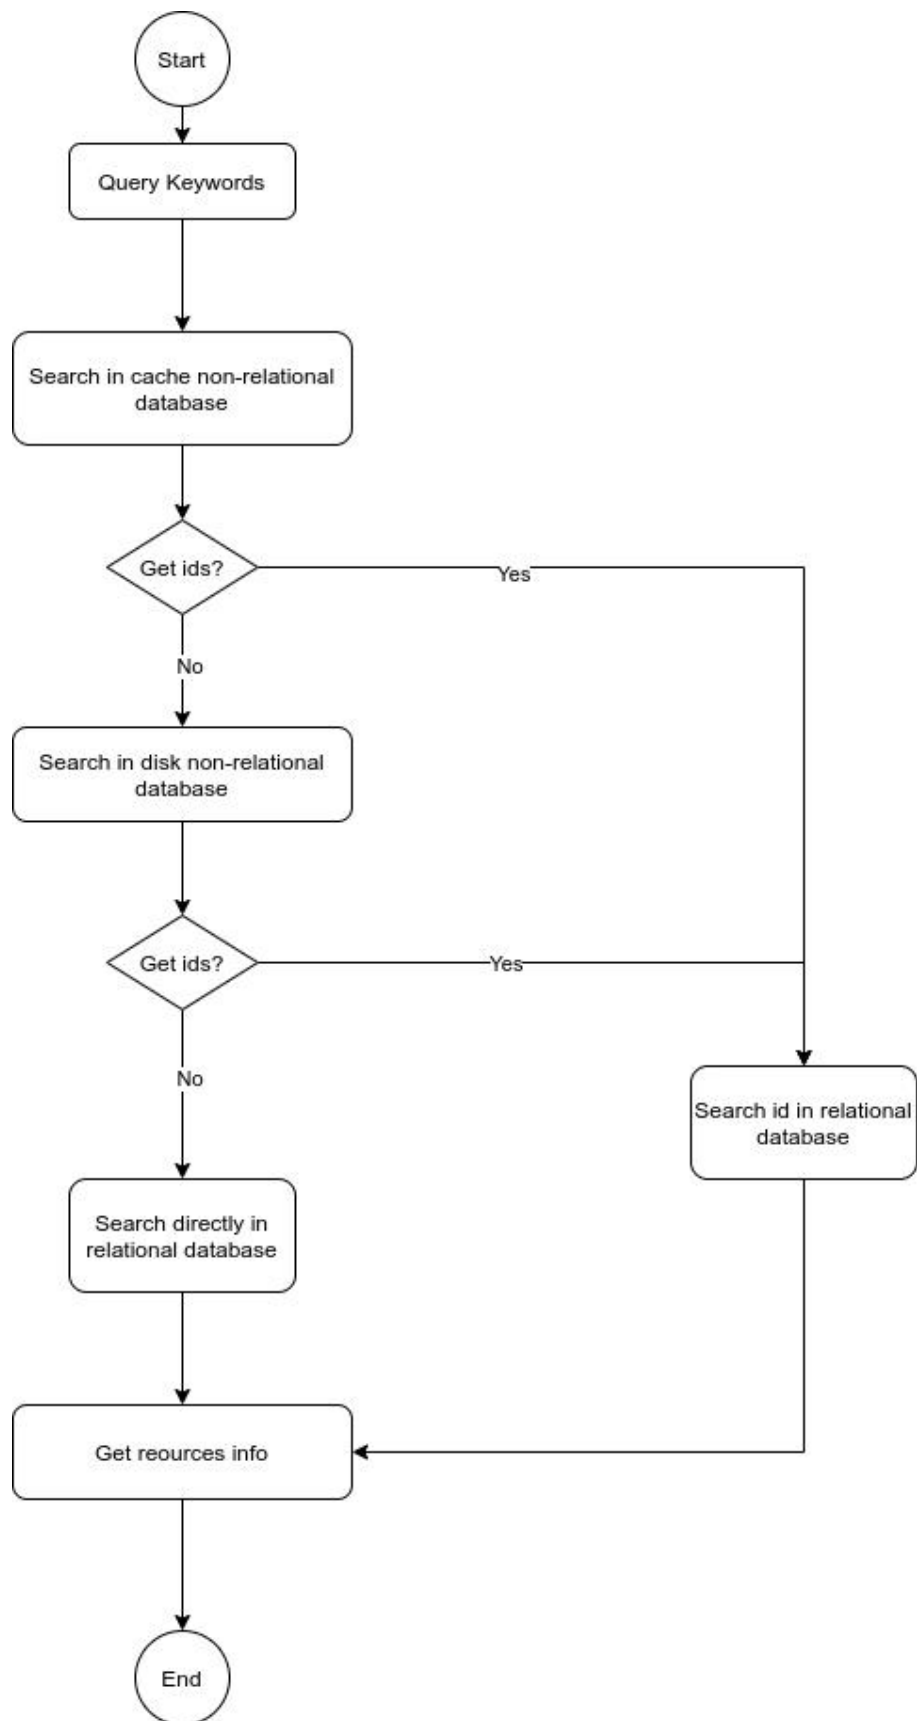 Start
Query Keywords
Search in cache non-relational
database
Get ids?
Yes
No
Search in disk non-relational
database
Get ids?
Yes
No
Search id in relational
database
Search directly in
relational database
Get reources info
End